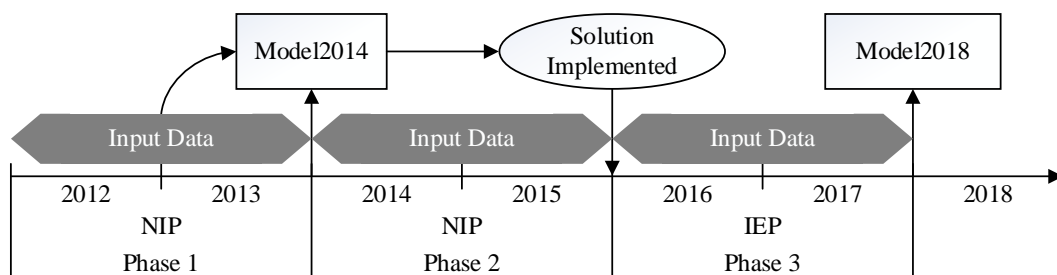 Model2014
Solution
Implemented
Model2018
Input Data
Input Data
Input Data
2012
2013
2014
2015
2016
2017
2018
NIP
NIP
IEP
Phase 1
Phase 2
Phase 3